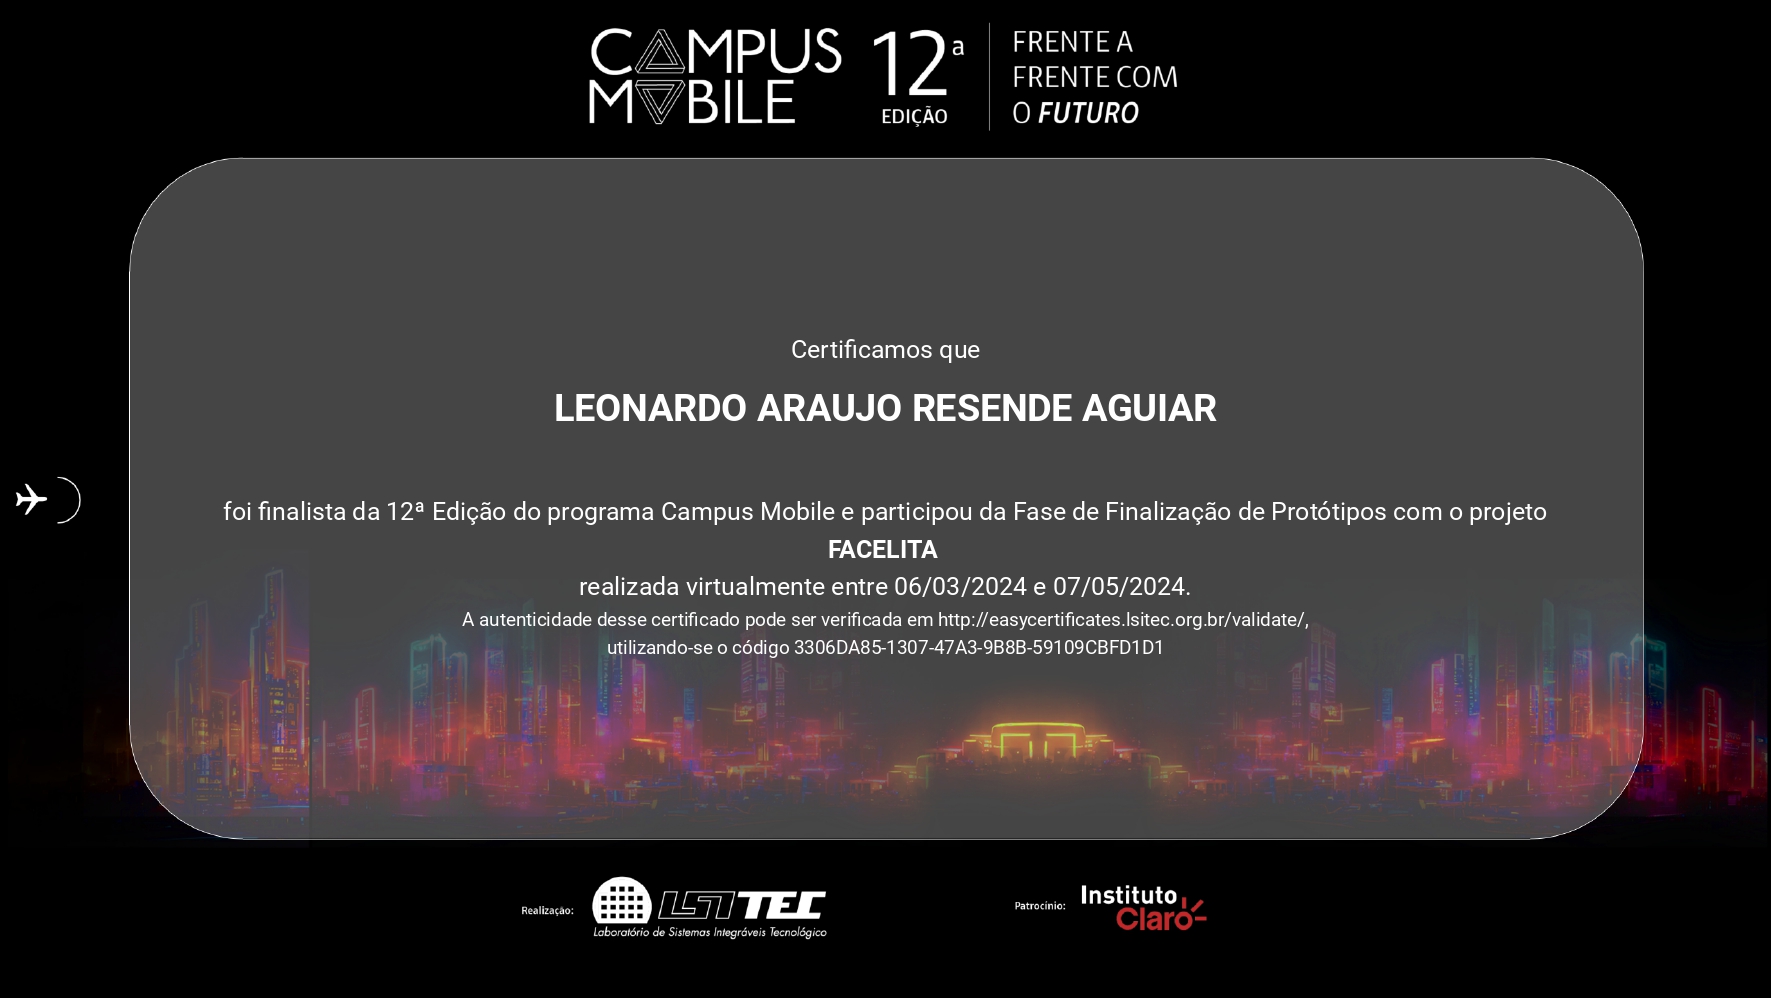 CAMPUS
MOBILE
12ª
EDIÇÃO
FRENTE A
FRENTE COM
O FUTURO
Certificamos que
LEONARDO ARAUJO RESENDE AGUIAR
foi finalista da 12ª Edição do programa Campus Mobile e participou da Fase de Finalização de Protótipos com o projeto
FACELITA
realizada virtualmente entre 06/03/2024 e 07/05/2024.
A autenticidade desse certificado pode ser verificada em http://easycertificates.lsitec.org.br/validate/,
utilizando-se o código 3306DA85-1307-47A3-9B8B-59109CBFD1D1
Realização:
LSITEC
Laboratório de Sistemas Integráveis Tecnológico
Patrocínio:
Instituto
Claro